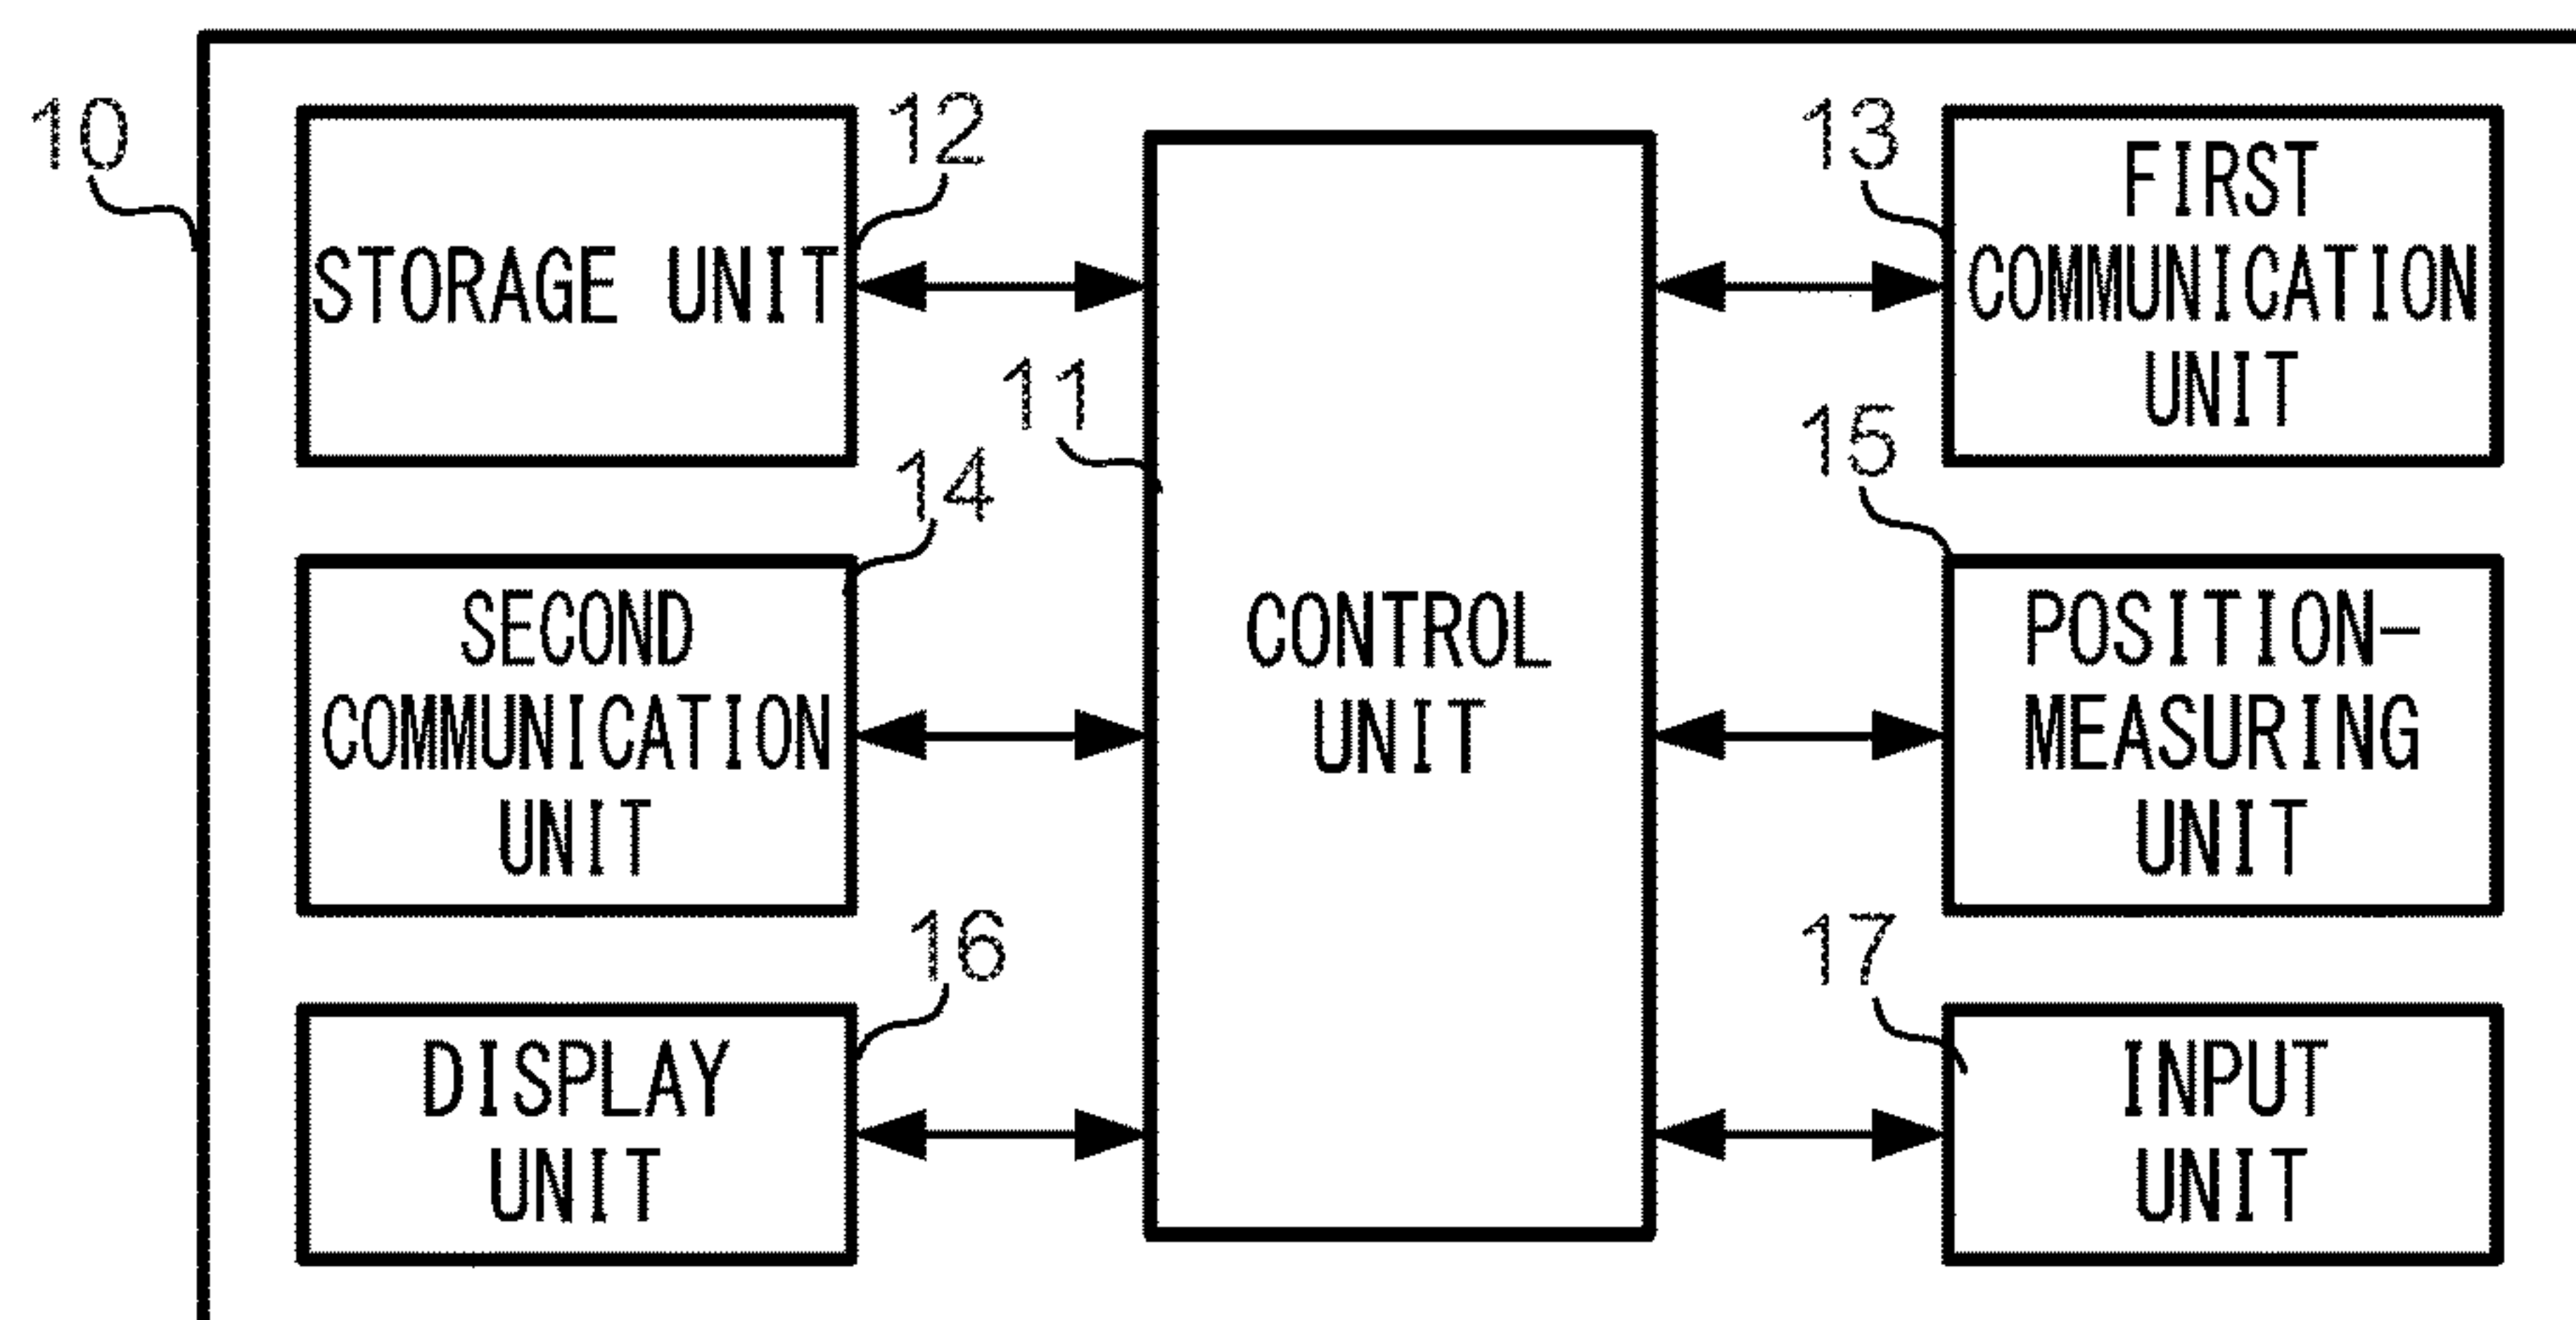 10
12
STORAGE UNIT
13
FIRST
COMMUNICATION
UNIT
11
CONTROL
UNIT
14
SECOND
COMMUNICATION
UNIT
15
POSITION-
MEASURING
UNIT
16
DISPLAY
UNIT
17
INPUT
UNIT